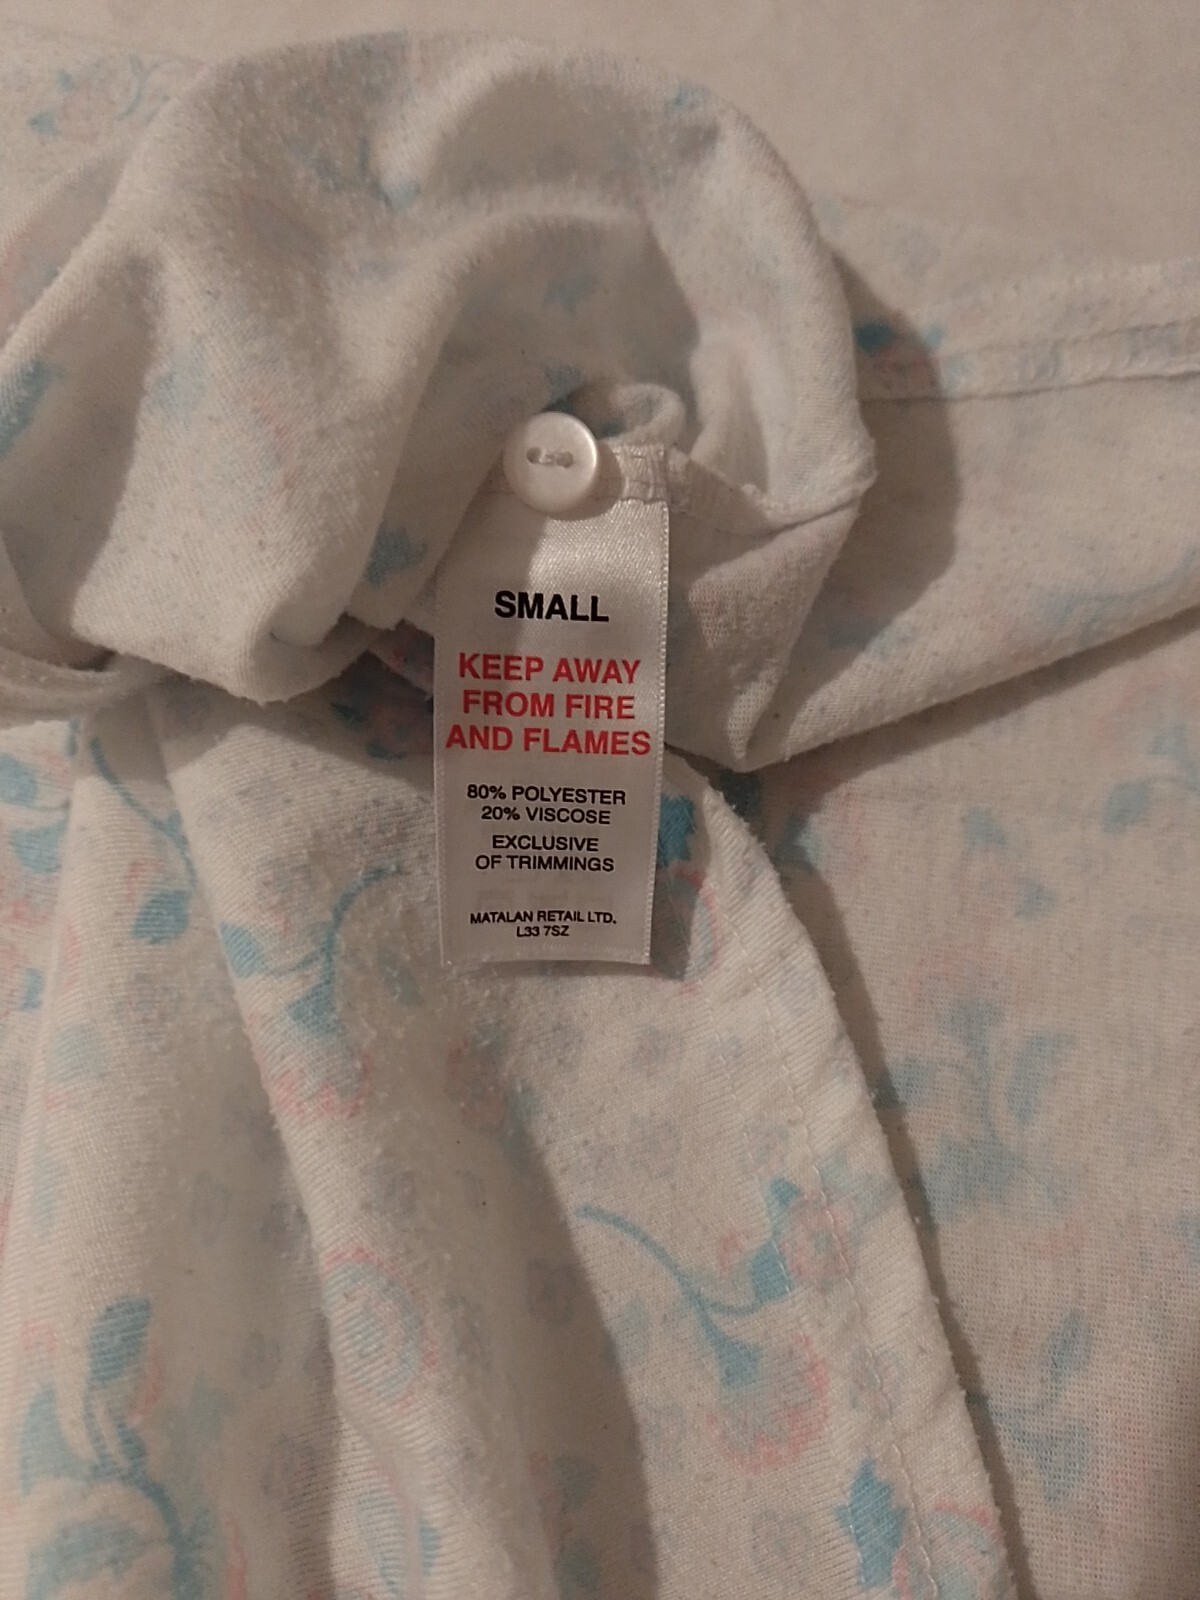 SMALL
KEEP AWAY
FROM FIRE
AND FLAMES
80% POLYESTER
20% VISCOSE
EXCLUSIVE
OF TRIMMINGS
MATALAN RETAIL LTD.
L33 7SZ